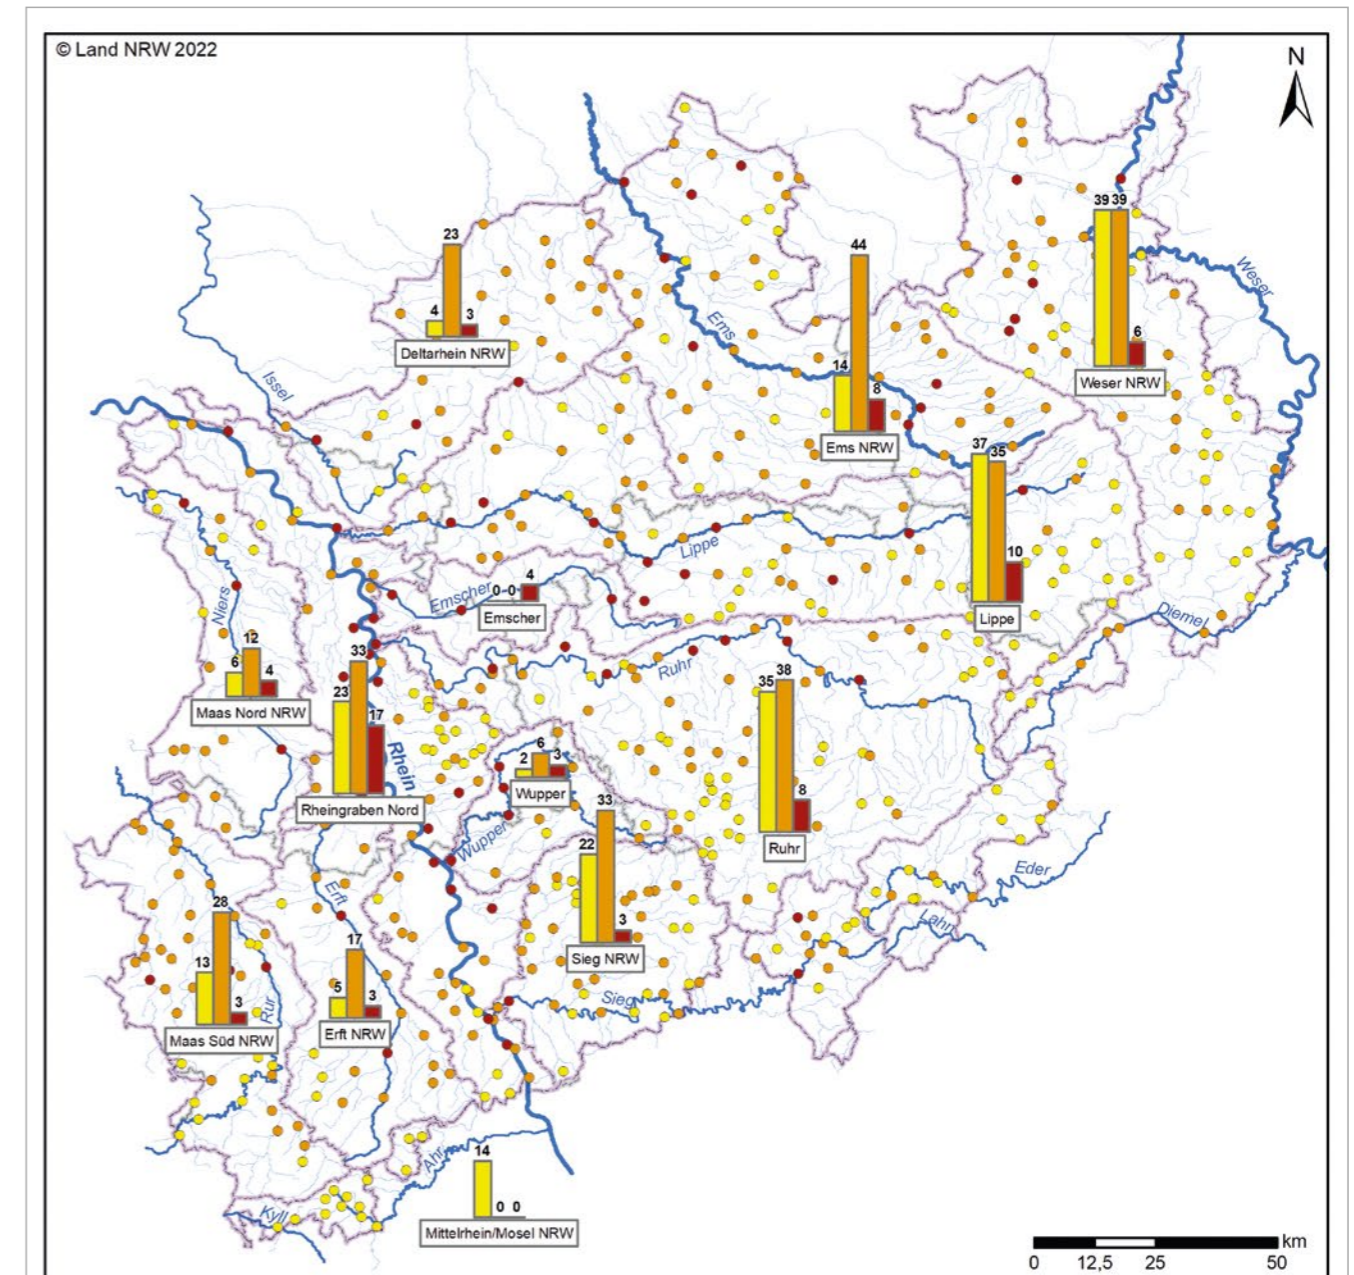 © Land NRW 2022
N
Weser
39 39
6
Weser NRW
23
4
3
Deltarhein NRW
44
14
8
Ems NRW
Ems
Issel
37
35
10
Lippe
Lippe
Emscher
0 0
4
Emscher
Diemel
Niers
12
6
4
Maas Nord NRW
33
23
17
Rheingraben Nord
Rhein
Ruhr
35
38
8
Ruhr
6
2
3
Wupper
Wupper
33
22
3
Sieg NRW
Eder
Lahn
Sieg
Erft
28
13
3
Maas Süd NRW
Rur
17
5
3
Erft NRW
Ahr
14
0 0
Mittelrhein/Mosel NRW
Kyll
km
0 12,5 25 50